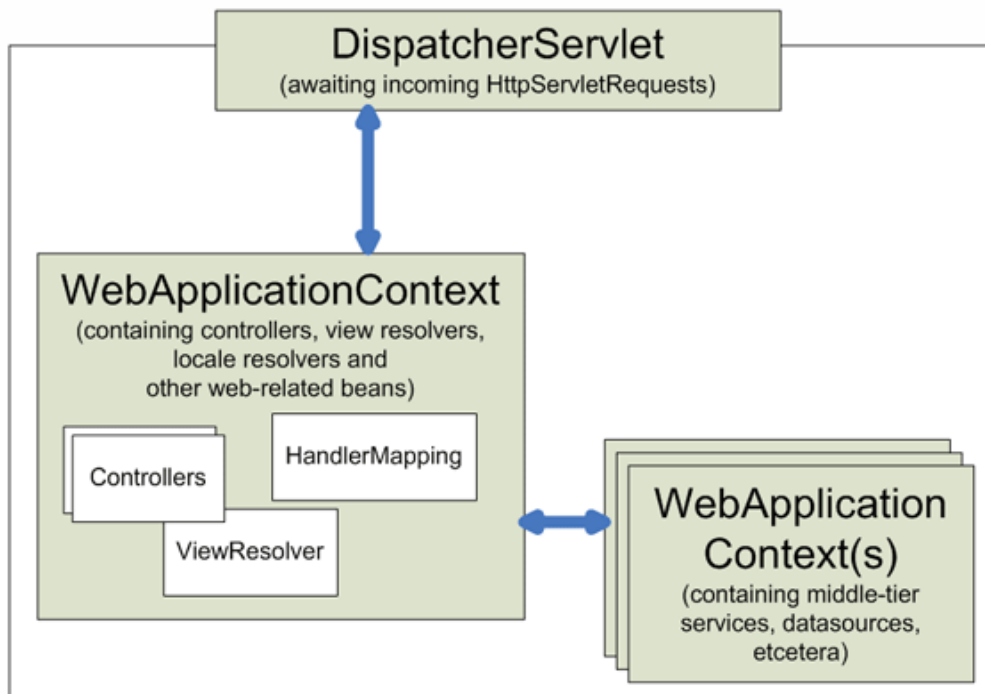 DispatcherServlet
(awaiting incoming HttpServletRequests)
WebApplicationContext
(containing controllers, view resolvers,
locale resolvers and
other web-related beans)
Controllers
HandlerMapping
ViewResolver
WebApplication
Context(s)
(containing middle-tier
services, datasources,
etcetera)